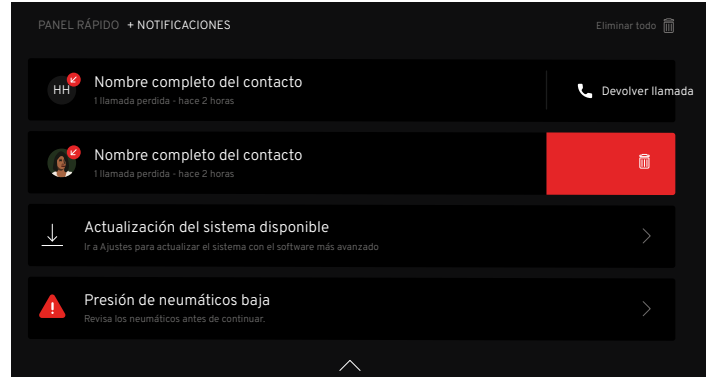 PANEL RÁPIDO + NOTIFICACIONES
Eliminar todo
HH
Nombre completo del contacto
1 llamada perdida - hace 2 horas
Devolver llamada
Nombre completo del contacto
1 llamada perdida - hace 2 horas
Actualización del sistema disponible
Ir a Ajustes para actualizar el sistema con el software más avanzado
Presión de neumáticos baja
Revisa los neumáticos antes de continuar.